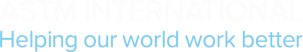 ASTM INTERNATIONAL
Helping our world work better